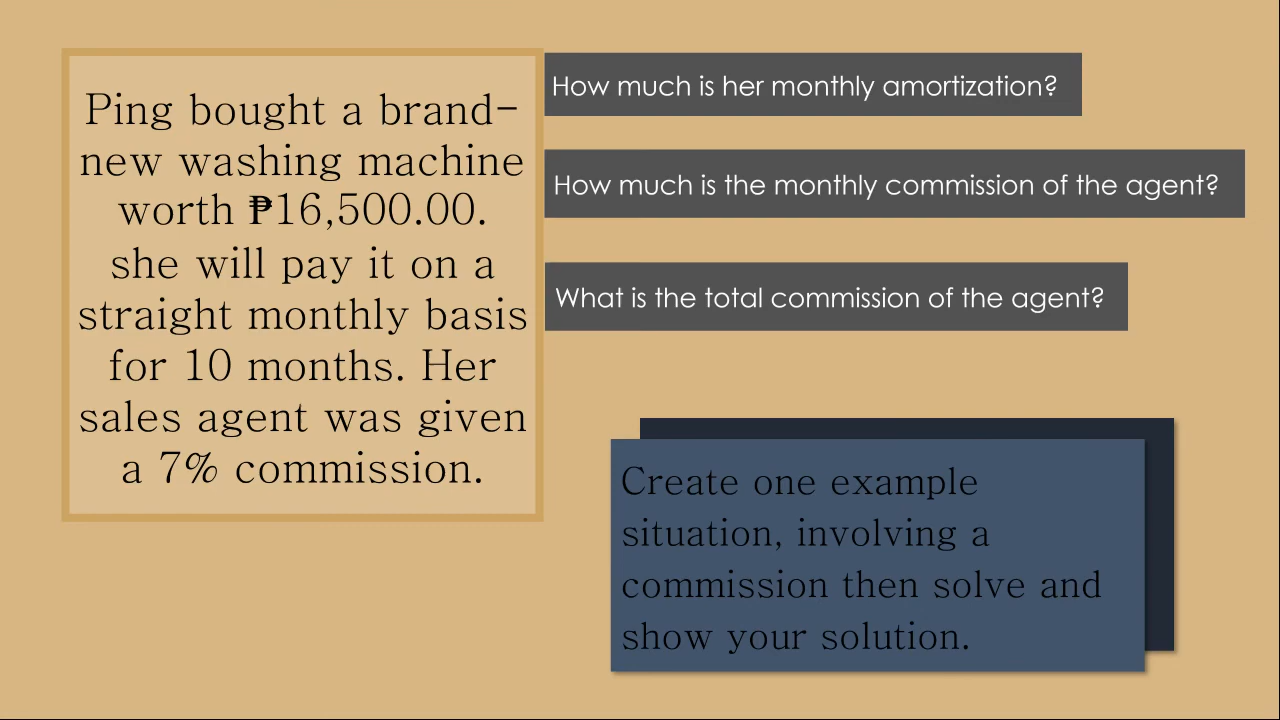 Ping bought a brand-
new washing machine
worth ₱16,500.00.
she will pay it on a
straight monthly basis
for 10 months. Her
sales agent was given
a 7% commission.
How much is her monthly amortization?
How much is the monthly commission of the agent?
What is the total commission of the agent?
Create one example
situation, involving a
commission then solve and
show your solution.